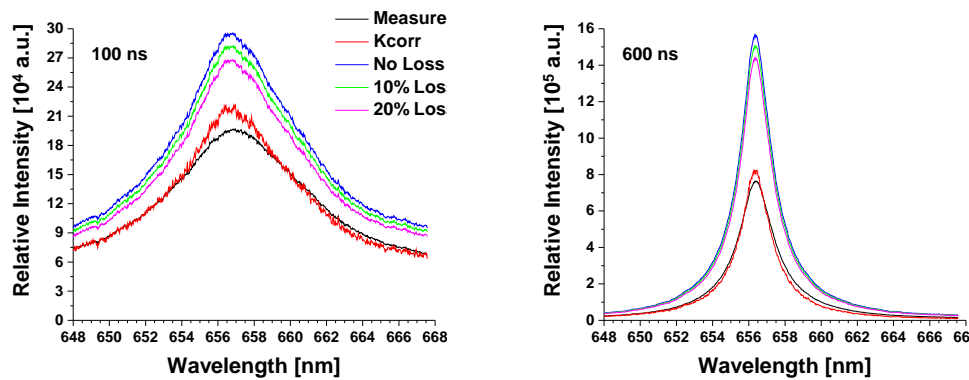 100 ns
Measure
Kcorr
No Loss
10% Los
20% Los
30
27
24
21
18
15
12
9
6
3
0
Relative Intensity [10⁴ a.u.]
648 650 652 654 656 658 660 662 664 666 668
Wavelength [nm]
600 ns
16
14
12
10
8
6
4
2
0
Relative Intensity [10⁵ a.u.]
648 650 652 654 656 658 660 662 664 666 668
Wavelength [nm]